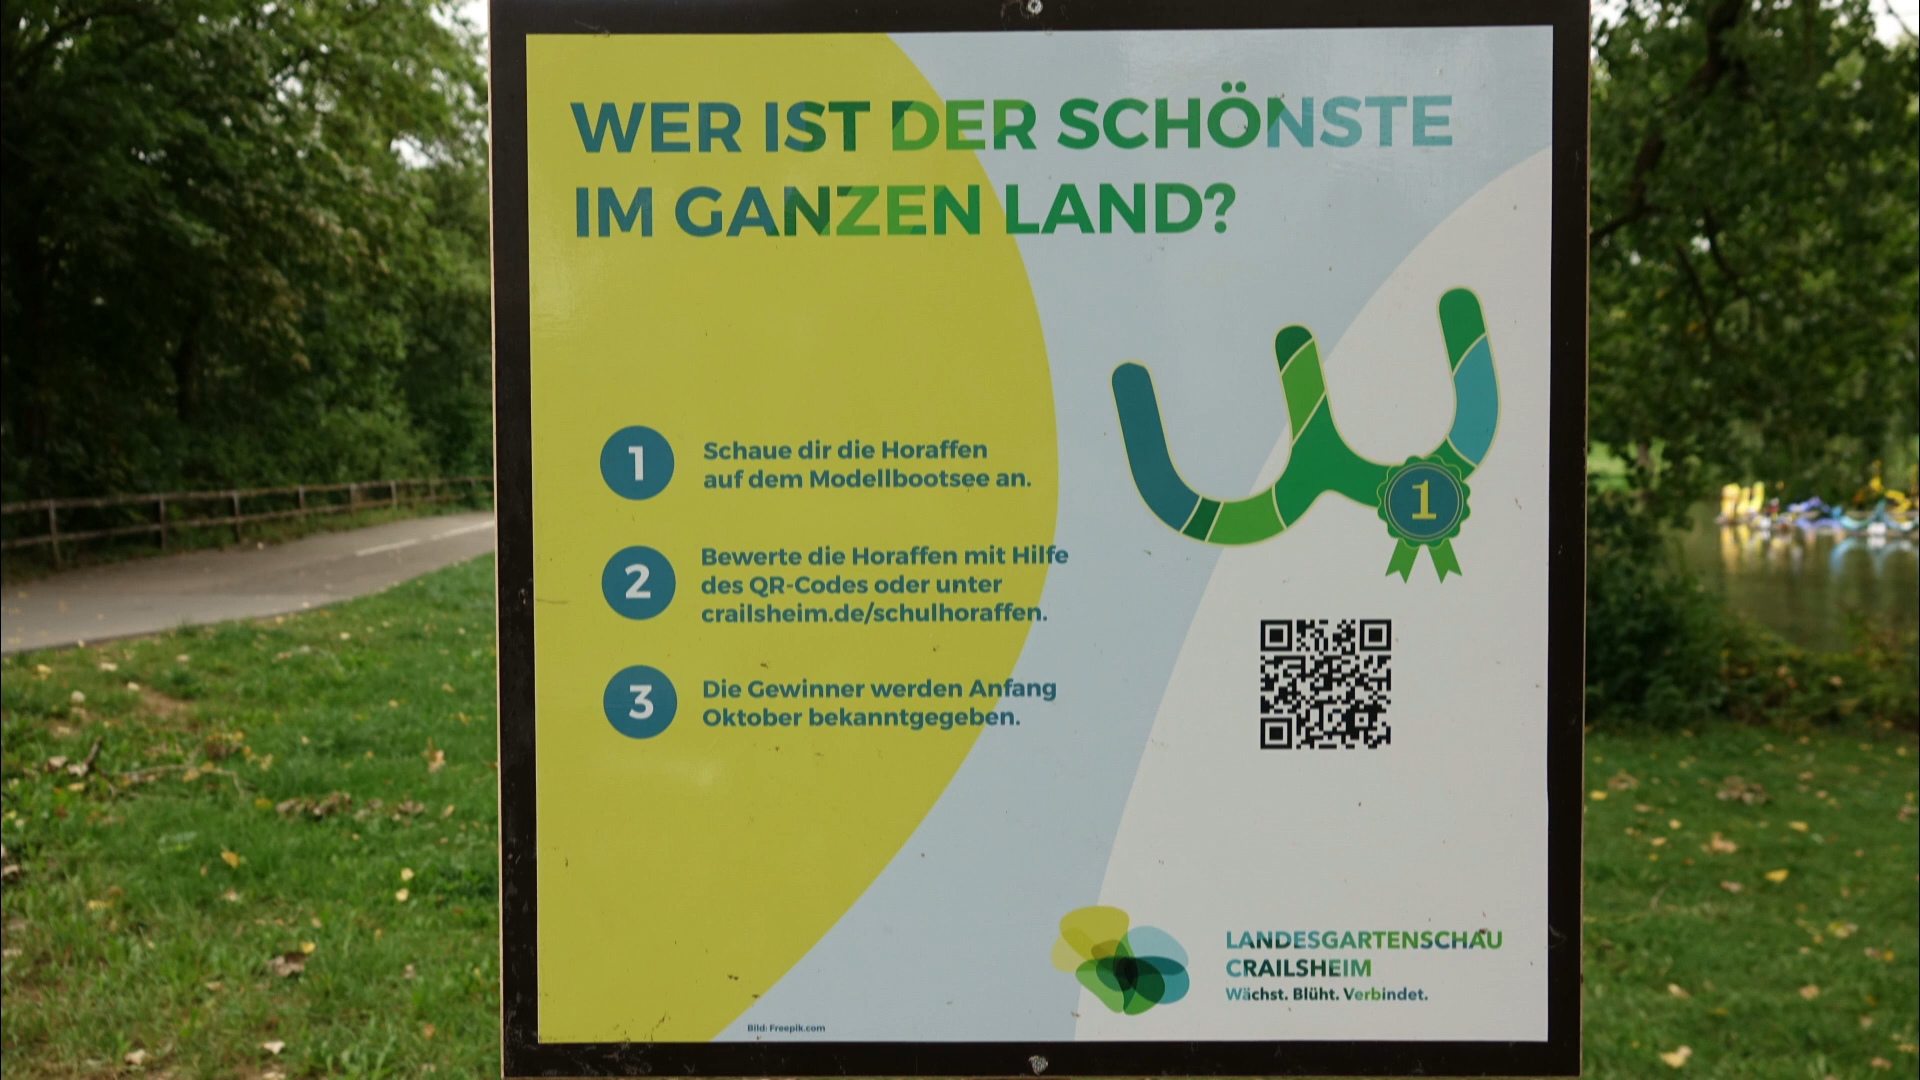 WER IST DER SCHÖNSTE
IM GANZEN LAND?
1
Schaue dir die Horaffen
auf dem Modellbootsee an.
2
Bewerte die Horaffen mit Hilfe
des QR-Codes oder unter
crailsheim.de/schulhoraffen.
3
Die Gewinner werden Anfang
Oktober bekanntgegeben.
1
LANDESGARTENSCHAU
CRAILSHEIM
Wächst. Blüht. Verbindet.
Bild: Freepik.com